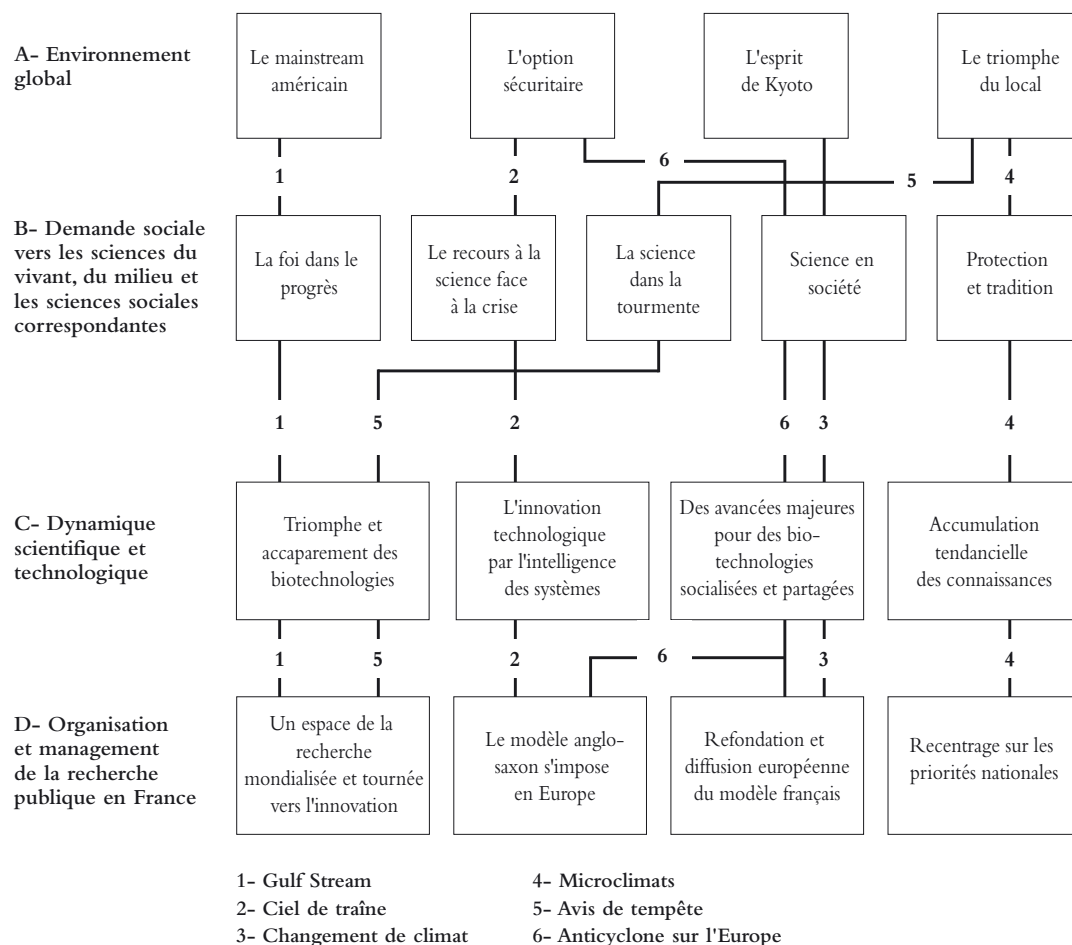 A- Environnement
global
Le mainstream
américain
L'option
sécuritaire
L'esprit
de Kyoto
Le triomphe
du local
6
1
2
5
4
B- Demande sociale
vers les sciences du
vivant, du milieu et
les sciences sociales
correspondantes
La foi dans le
progrès
Le recours à la
science face
à la crise
La science
dans la
tourmente
Science en
société
Protection
et tradition
1
5
2
6
3
4
C- Dynamique
scientifique et
technologique
Triomphe et
accaparement des
biotechnologies
L'innovation
technologique
par l'intelligence
des systèmes
Des avancées majeures
pour des bio-
technologies
socialisées et partagées
Accumulation
tendancielle
des connaissances
1
5
2
6
3
4
D- Organisation
et management
de la recherche
publique en France
Un espace de la
recherche
mondialisée et tournée
vers l'innovation
Le modèle anglo-
saxon s'impose
en Europe
Refondation et
diffusion européenne
du modèle français
Recentrage sur les
priorités nationales
1- Gulf Stream
2- Ciel de traîne
3- Changement de climat
4- Microclimats
5- Avis de tempête
6- Anticyclone sur l'Europe